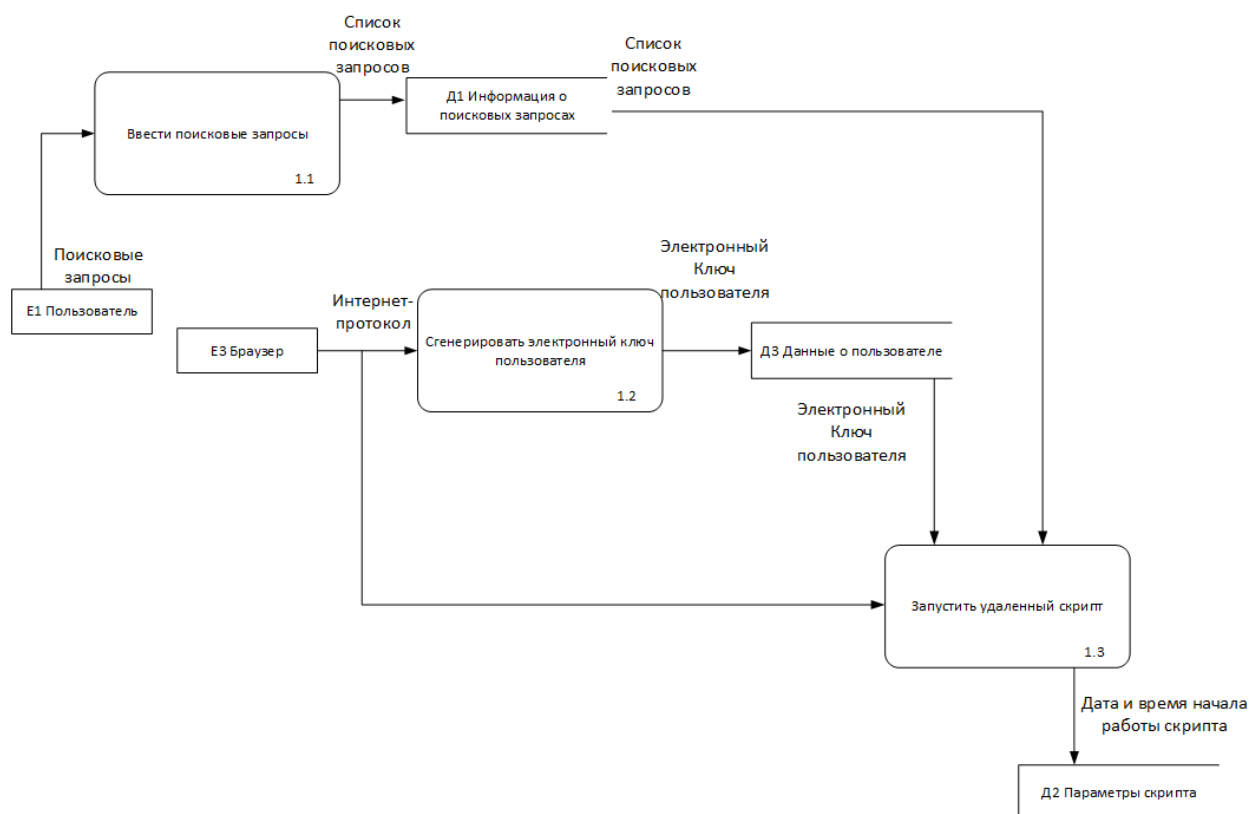 Список
поисковых
запросов
Список
поисковых
запросов
Д1 Информация о
поисковых запросах
Ввести поисковые запросы
1.1
Поисковые
запросы
Е1 Пользователь
Электронный
Ключ
пользователя
Интернет-
протокол
Е3 Браузер
Сгенерировать электронный ключ
пользователя
1.2
Д3 Данные о пользователе
Электронный
Ключ
пользователя
Запустить удаленный скрипт
1.3
Дата и время начала
работы скрипта
Д2 Параметры скрипта